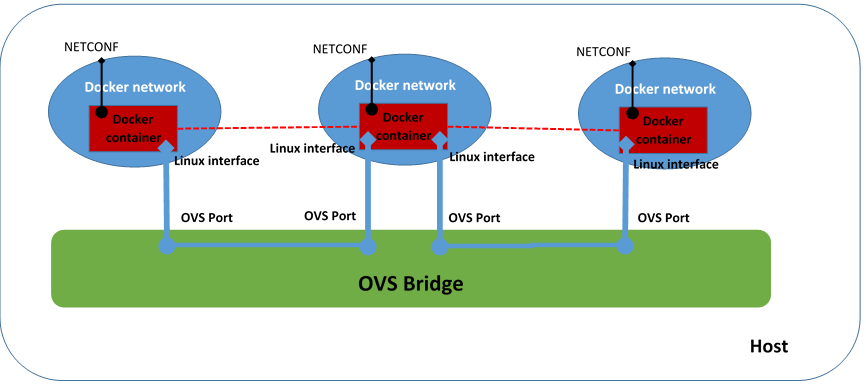 NETCONF
NETCONF
NETCONF
Docker network
Docker network
Docker network
Docker
container
Docker
container
Docker
container
Linux interface
Linux interface
Linux interface
Linux interface
OVS Port
OVS Port
OVS Port
OVS Port
OVS Bridge
Host